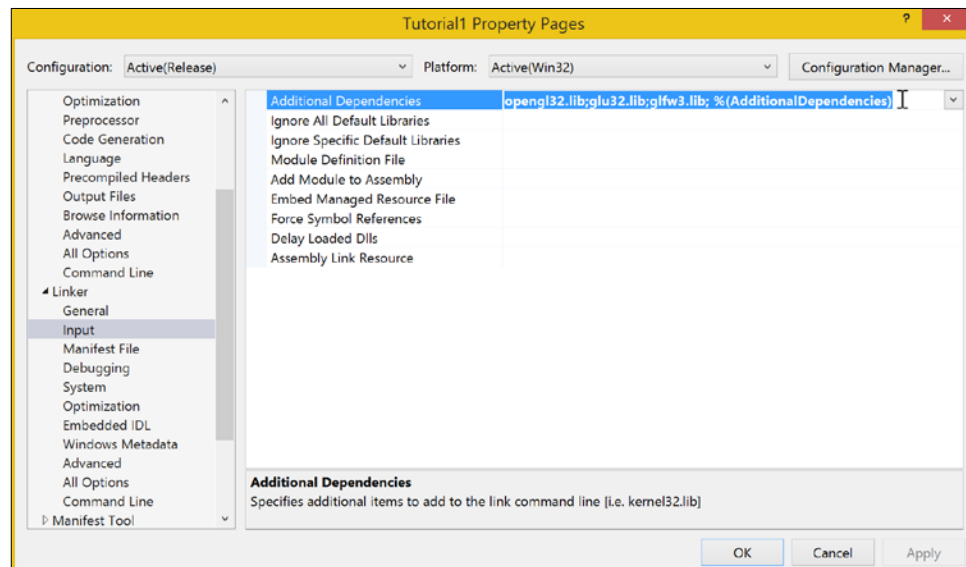 Tutorial1 Property Pages
?
Configuration: Active(Release) Platform: Active(Win32) Configuration Manager...
Optimization
Preprocessor
Code Generation
Language
Precompiled Headers
Output Files
Browse Information
Advanced
All Options
Command Line
Linker
General
Input
Manifest File
Debugging
System
Optimization
Embedded IDL
Windows Metadata
Advanced
All Options
Command Line
Manifest Tool
Additional Dependencies opengl32.lib;glu32.lib;glfw3.lib; %(AdditionalDependencies)
Ignore All Default Libraries
Ignore Specific Default Libraries
Module Definition File
Add Module to Assembly
Embed Managed Resource File
Force Symbol References
Delay Loaded Dlls
Assembly Link Resource
Additional Dependencies
Specifies additional items to add to the link command line [i.e. kernel32.lib]
OK Cancel Apply